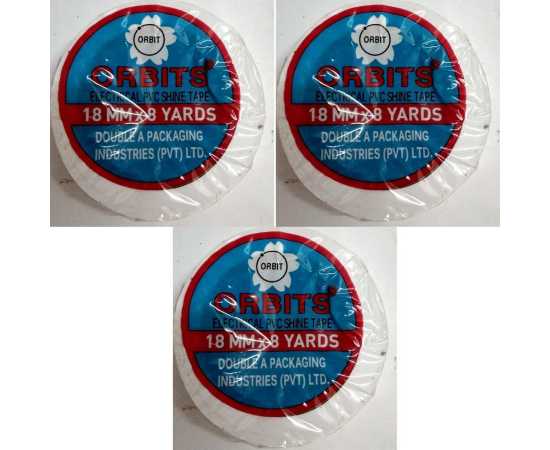 ORBIT
ORBITS
ELECTRICAL PVC SHINE TAPE
18 MM x 8 YARDS
DOUBLE A PACKAGING
INDUSTRIES (PVT) LTD.
ORBIT
ORBITS
ELECTRICAL PVC SHINE TAPE
18 MM x 8 YARDS
DOUBLE A PACKAGING
INDUSTRIES (PVT) LTD.
ORBIT
ORBITS
ELECTRICAL PVC SHINE TAPE
18 MM x 8 YARDS
DOUBLE A PACKAGING
INDUSTRIES (PVT) LTD.